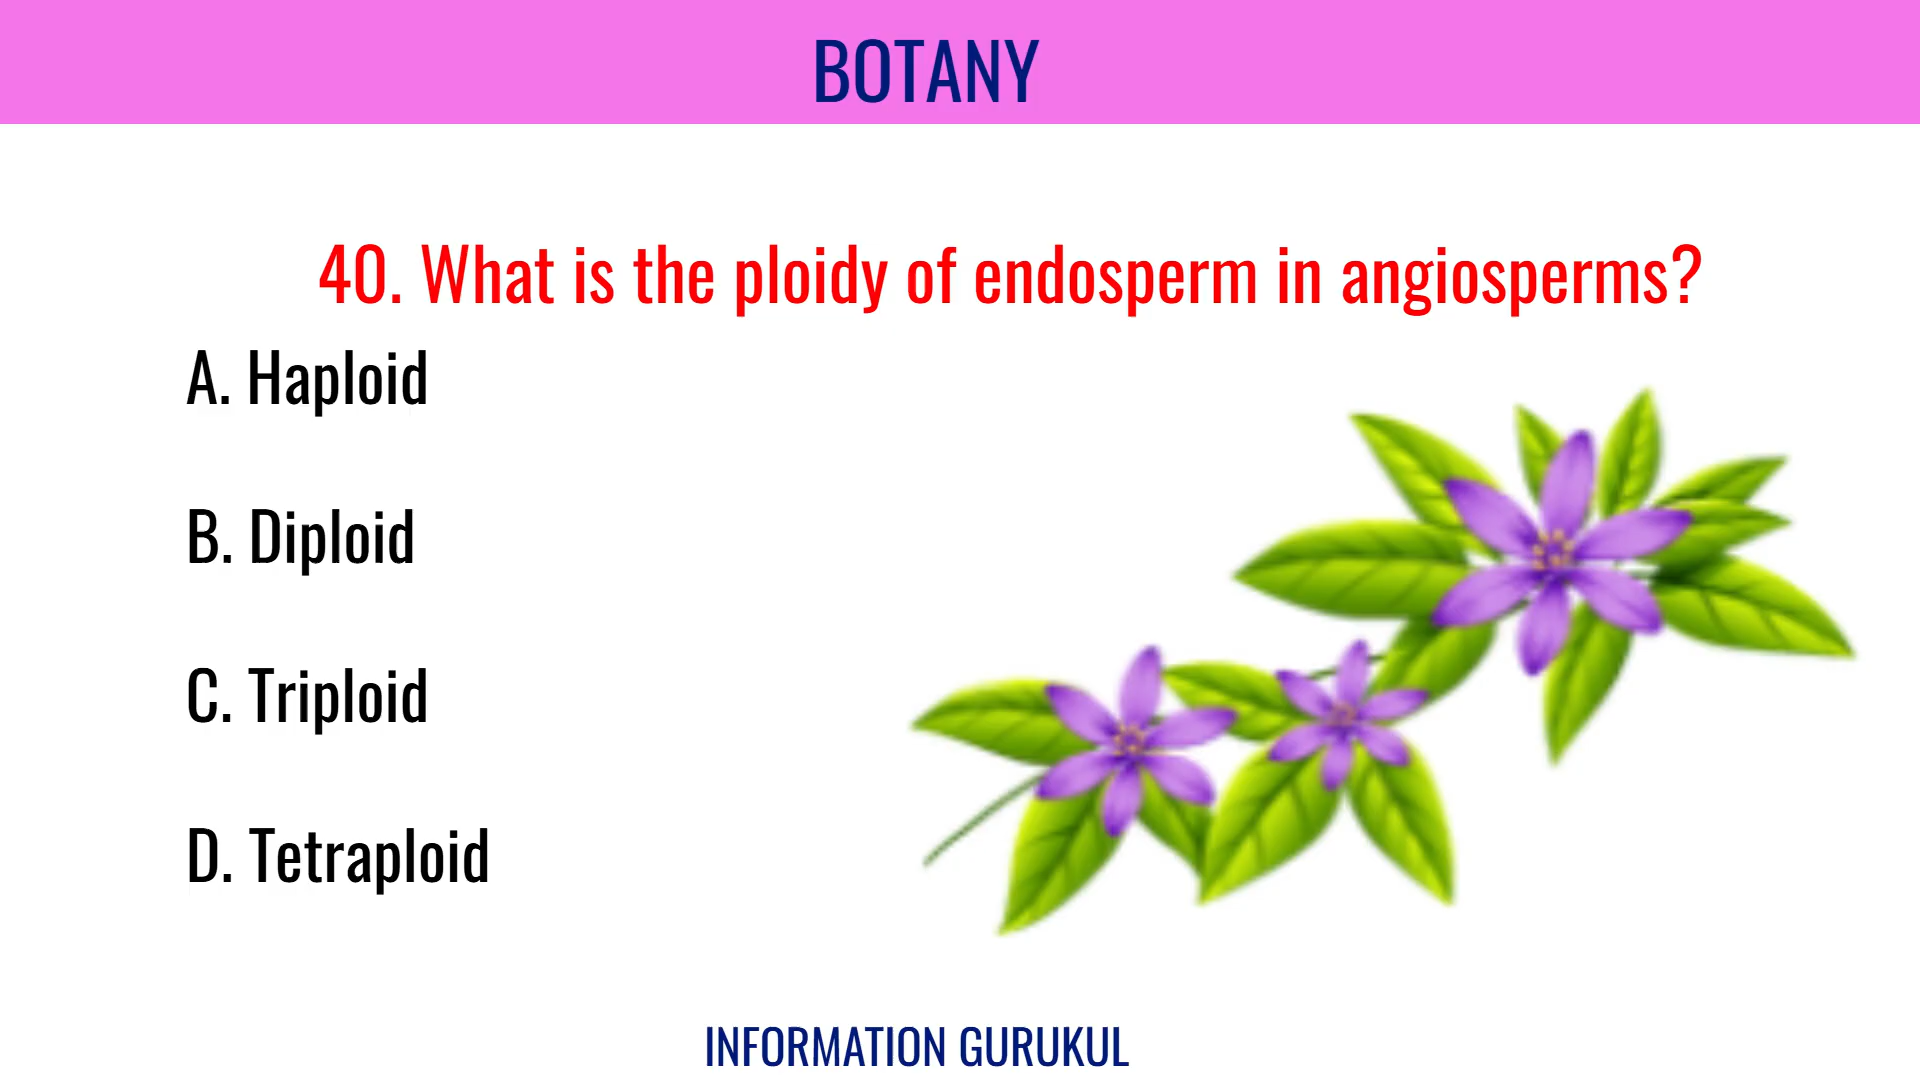 BOTANY
40. What is the ploidy of endosperm in angiosperms?
A. Haploid
B. Diploid
C. Triploid
D. Tetraploid
INFORMATION GURUKUL